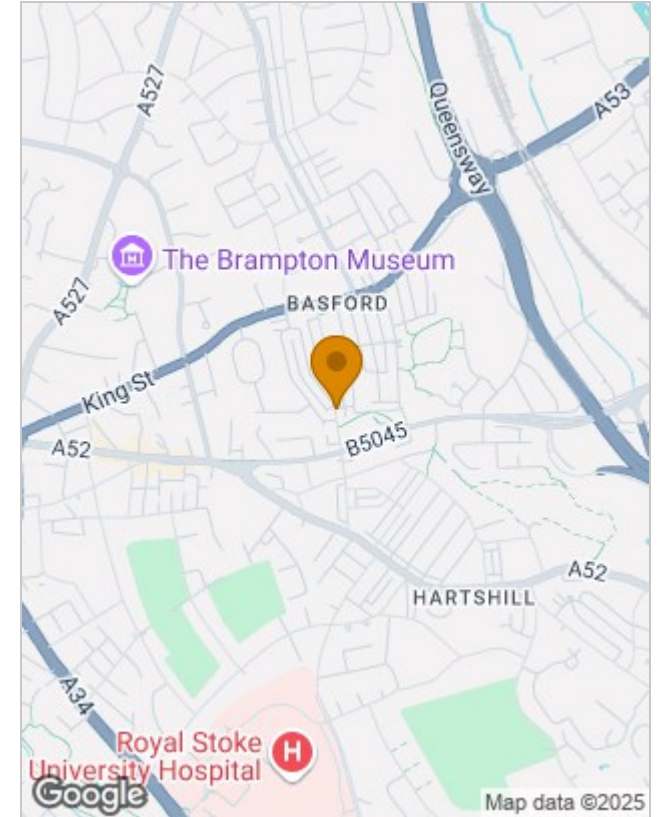 A527
Queensway
A53
The Brampton Museum
A527
BASFORD
King St
A52
B5045
A52
HARTSHILL
A34
Royal Stoke
University Hospital
H
Google
Map data ©2025